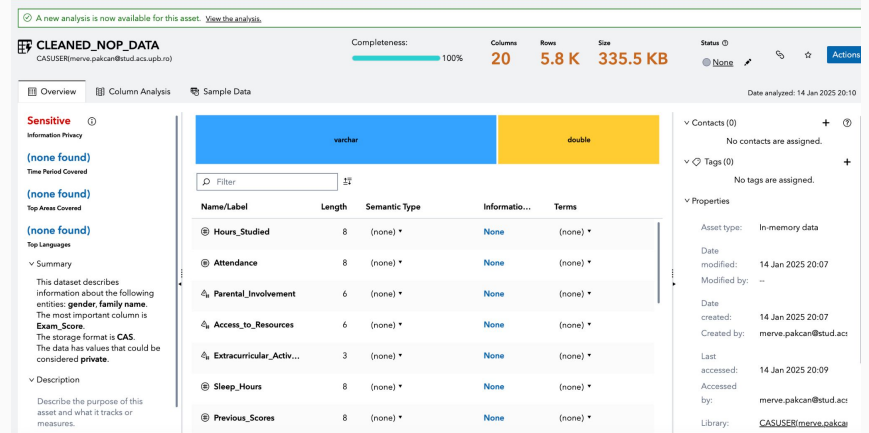 A new analysis is now available for this asset. View the analysis.
CLEANED_NOP_DATA
CASUSER(merve.pakcan@stud.acs.upb.ro)
Completeness:
100%
Columns
20
Rows
5.8 K
Size
335.5 KB
Status
None
Actions
Overview
Column Analysis
Sample Data
Date analyzed: 14 Jan 2025 20:10
Sensitive
Information Privacy
(none found)
Time Period Covered
(none found)
Top Areas Covered
(none found)
Top Languages
Summary
This dataset describes
information about the following
entities: gender, family name.
The most important column is
Exam_Score.
The storage format is CAS.
The data has values that could be
considered private.
Description
Describe the purpose of this
asset and what it tracks or
measures.
varchar
double
Filter
Name/Label Length Semantic Type Informatio... Terms
Hours_Studied 8 (none) None (none)
Attendance 8 (none) None (none)
Parental_Involvement 6 (none) None (none)
Access_to_Resources 6 (none) None (none)
Extracurricular_Activ... 3 (none) None (none)
Sleep_Hours 8 (none) None (none)
Previous_Scores 8 (none) None (none)
Contacts (0)
No contacts are assigned.
Tags (0)
No tags are assigned.
Properties
Asset type: In-memory data
Date
modified: 14 Jan 2025 20:07
Modified by: --
Date
created: 14 Jan 2025 20:07
Created by: merve.pakcan@stud.acs
Last
accessed: 14 Jan 2025 20:09
Accessed
by: merve.pakcan@stud.acs
Library: CASUSER(merve.pakcan